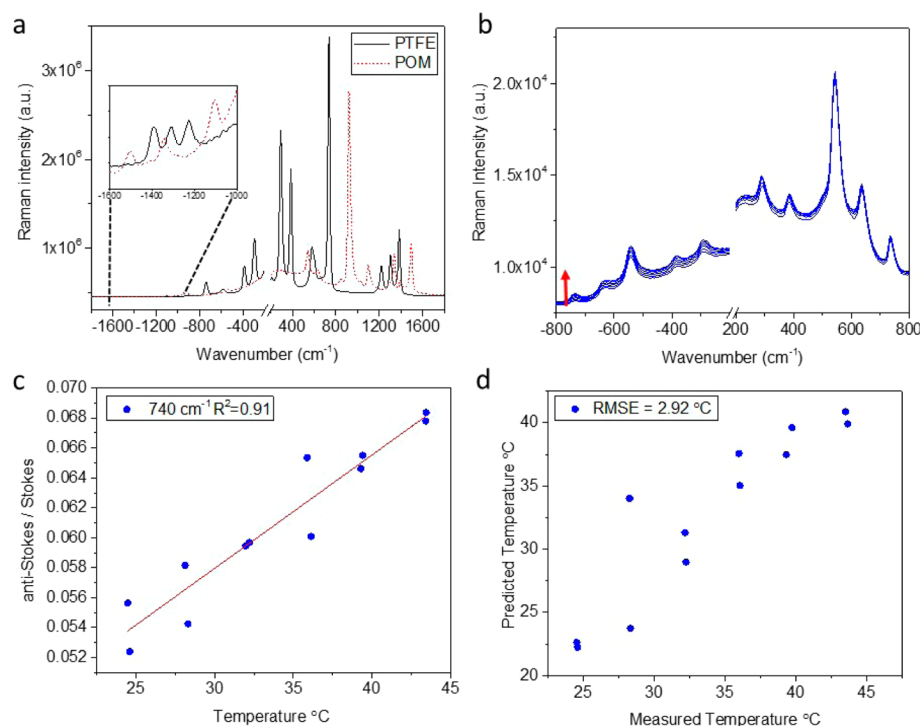 a
PTFE
POM
3x10⁶
2x10⁶
1x10⁶
Raman intensity (a.u.)
-1600 -1400 -1200 -1000
-1600 -1200 -800 -400 400 800 1200 1600
Wavenumber (cm⁻¹)
b
2.0x10⁴
1.5x10⁴
1.0x10⁴
Raman intensity (a.u.)
-800 -600 -400 200 400 600 800
Wavenumber (cm⁻¹)
c
740 cm⁻¹ R²=0.91
0.070
0.068
0.066
0.064
0.062
0.060
0.058
0.056
0.054
0.052
anti-Stokes / Stokes
25 30 35 40 45
Temperature °C
d
RMSE = 2.92 °C
40
35
30
25
20
Predicted Temperature °C
25 30 35 40 45
Measured Temperature °C